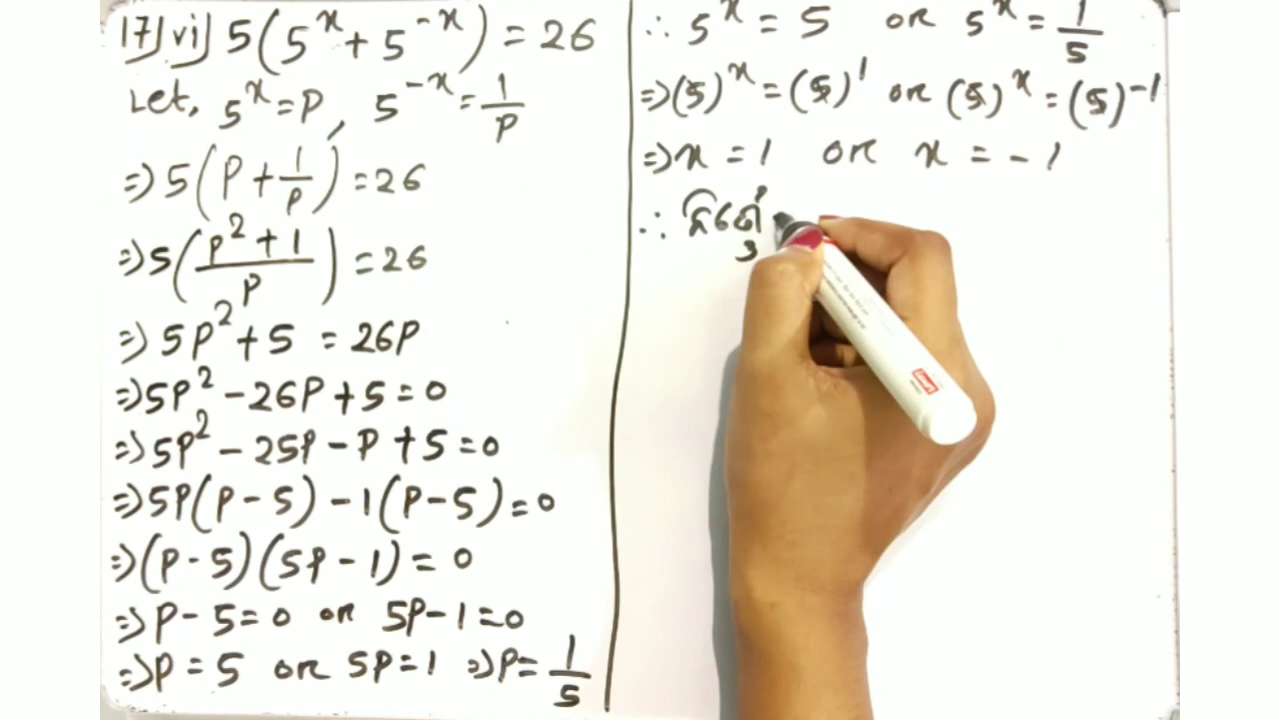 17) vi) 5(5^x + 5^-x) = 26
Let, 5^x = P, 5^-x = 1/P
⇒ 5(P + 1/P) = 26
⇒ 5((P^2 + 1)/P) = 26
⇒ 5P^2 + 5 = 26P
⇒ 5P^2 - 26P + 5 = 0
⇒ 5P^2 - 25P - P + 5 = 0
⇒ 5P(P - 5) - 1(P - 5) = 0
⇒ (P - 5)(5P - 1) = 0
⇒ P - 5 = 0 or 5P - 1 = 0
⇒ P = 5 or 5P = 1 ⇒ P = 1/5
∴ 5^x = 5 or 5^x = 1/5
⇒ (5)^x = (5)^1 or (5)^x = (5)^-1
⇒ x = 1 or x = -1
∴